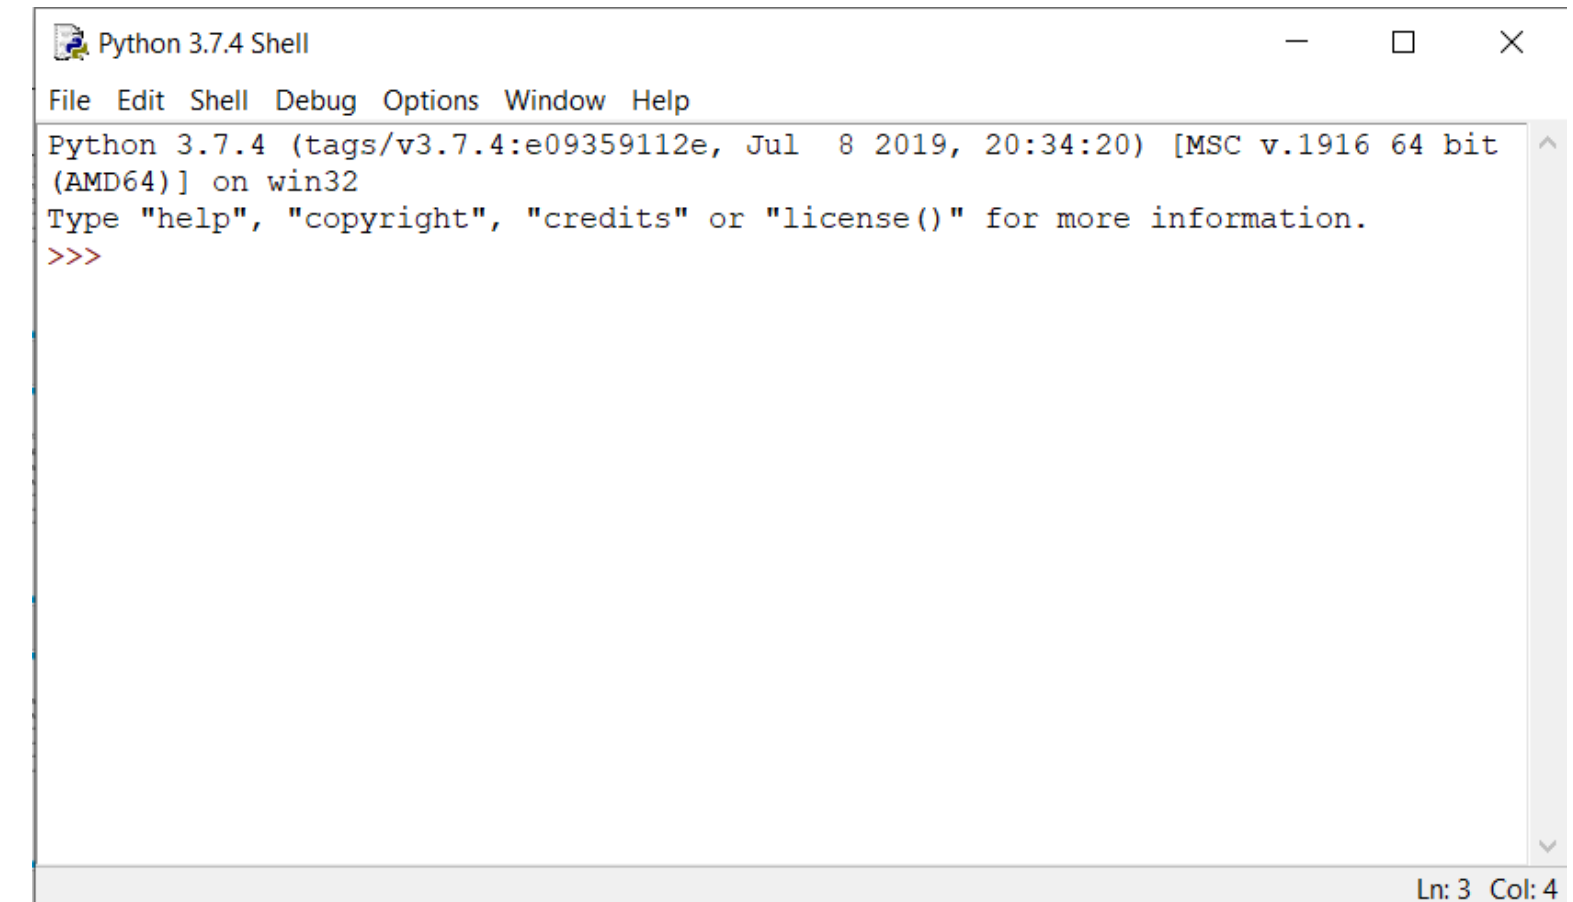 Python 3.7.4 Shell
File Edit Shell Debug Options Window Help
Python 3.7.4 (tags/v3.7.4:e09359112e, Jul  8 2019, 20:34:20) [MSC v.1916 64 bit
(AMD64)] on win32
Type "help", "copyright", "credits" or "license()" for more information.
>>>
Ln: 3 Col: 4